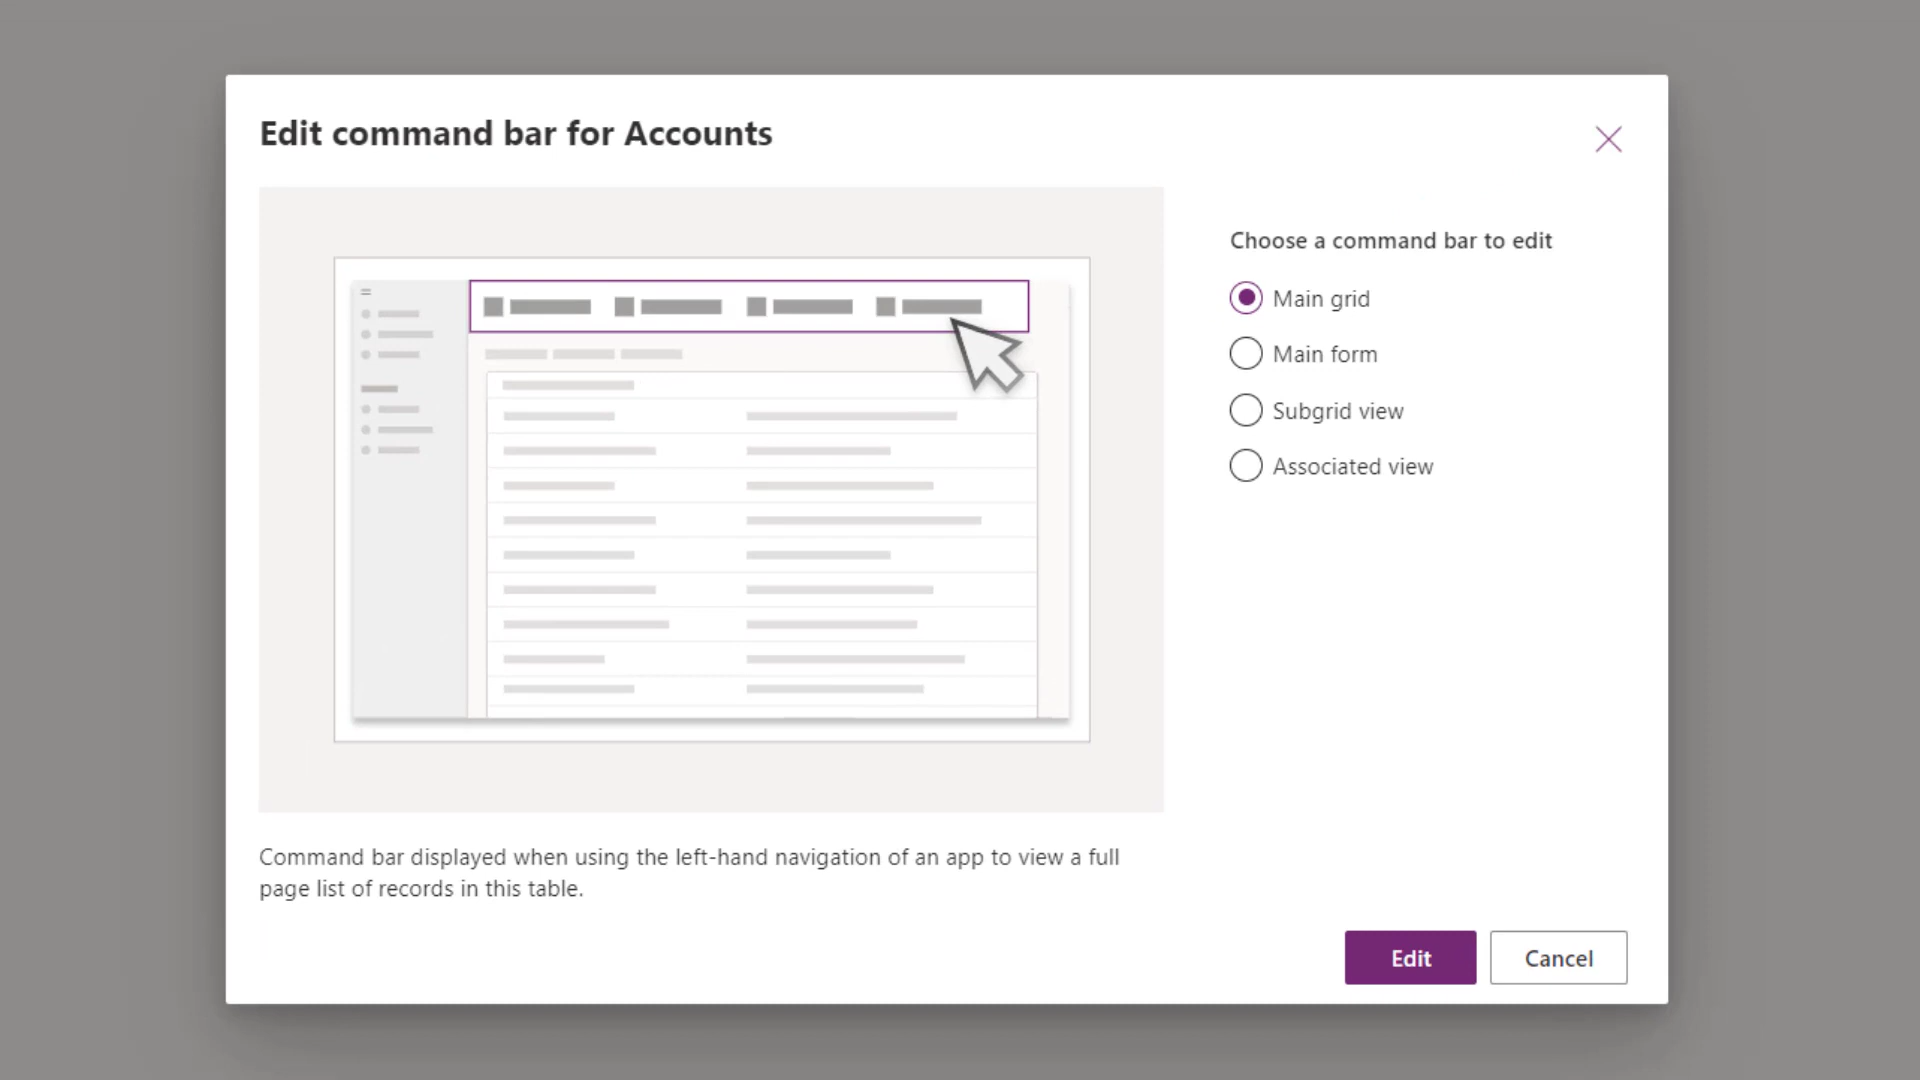 Edit command bar for Accounts
Choose a command bar to edit
Main grid
Main form
Subgrid view
Associated view
Command bar displayed when using the left-hand navigation of an app to view a full
page list of records in this table.
Edit
Cancel